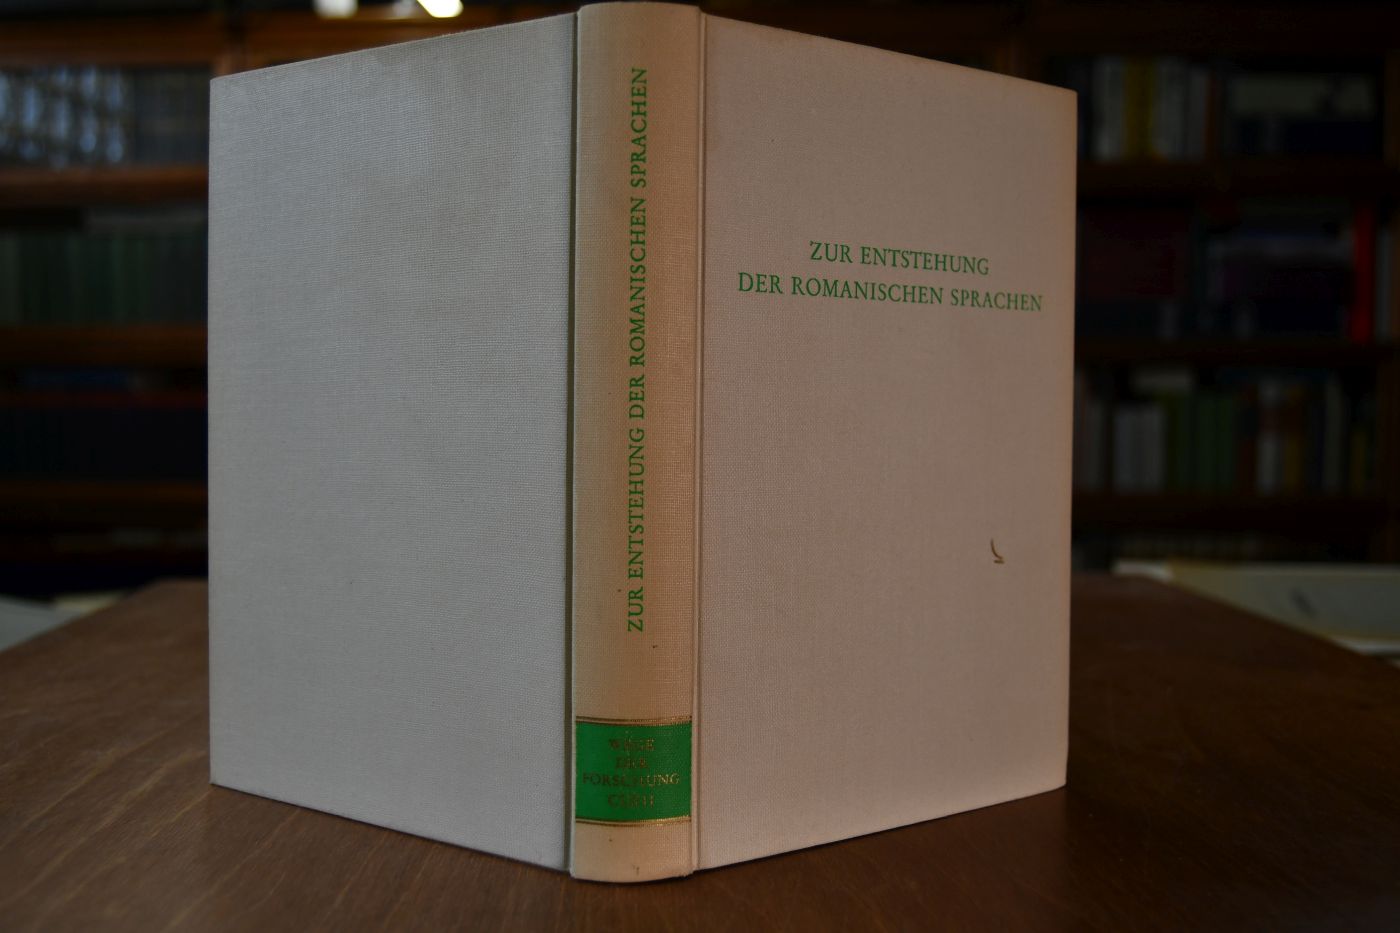 ZUR ENTSTEHUNG DER ROMANISCHEN SPRACHEN
WEGE
DER
FORSCHUNG
ZUR ENTSTEHUNG
DER ROMANISCHEN SPRACHEN